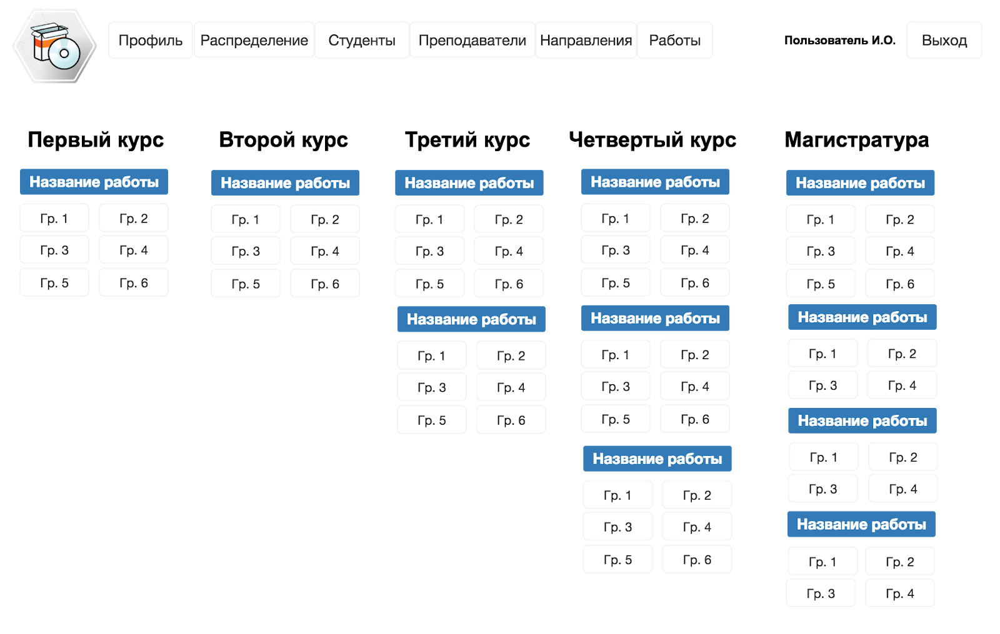 Профиль Распределение Студенты Преподаватели Направления Работы Пользователь И.О. Выход
Первый курс
Название работы
Гр. 1 Гр. 2
Гр. 3 Гр. 4
Гр. 5 Гр. 6
Второй курс
Название работы
Гр. 1 Гр. 2
Гр. 3 Гр. 4
Гр. 5 Гр. 6
Третий курс
Название работы
Гр. 1 Гр. 2
Гр. 3 Гр. 4
Гр. 5 Гр. 6
Название работы
Гр. 1 Гр. 2
Гр. 3 Гр. 4
Гр. 5 Гр. 6
Четвертый курс
Название работы
Гр. 1 Гр. 2
Гр. 3 Гр. 4
Гр. 5 Гр. 6
Название работы
Гр. 1 Гр. 2
Гр. 3 Гр. 4
Гр. 5 Гр. 6
Название работы
Гр. 1 Гр. 2
Гр. 3 Гр. 4
Гр. 5 Гр. 6
Магистратура
Название работы
Гр. 1 Гр. 2
Гр. 3 Гр. 4
Гр. 5 Гр. 6
Название работы
Гр. 1 Гр. 2
Гр. 3 Гр. 4
Название работы
Гр. 1 Гр. 2
Гр. 3 Гр. 4
Название работы
Гр. 1 Гр. 2
Гр. 3 Гр. 4